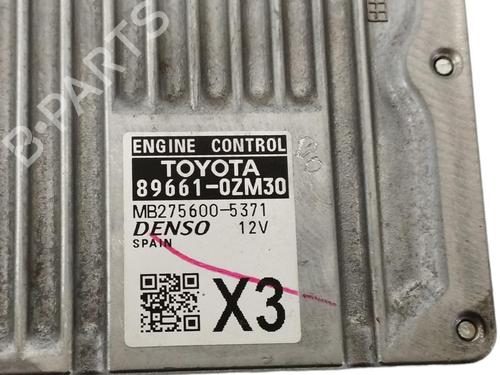 B-PARTS
ENGINE CONTROL
TOYOTA
89661-0ZM30
MB275600-5371
DENSO 12V
SPAIN
X3